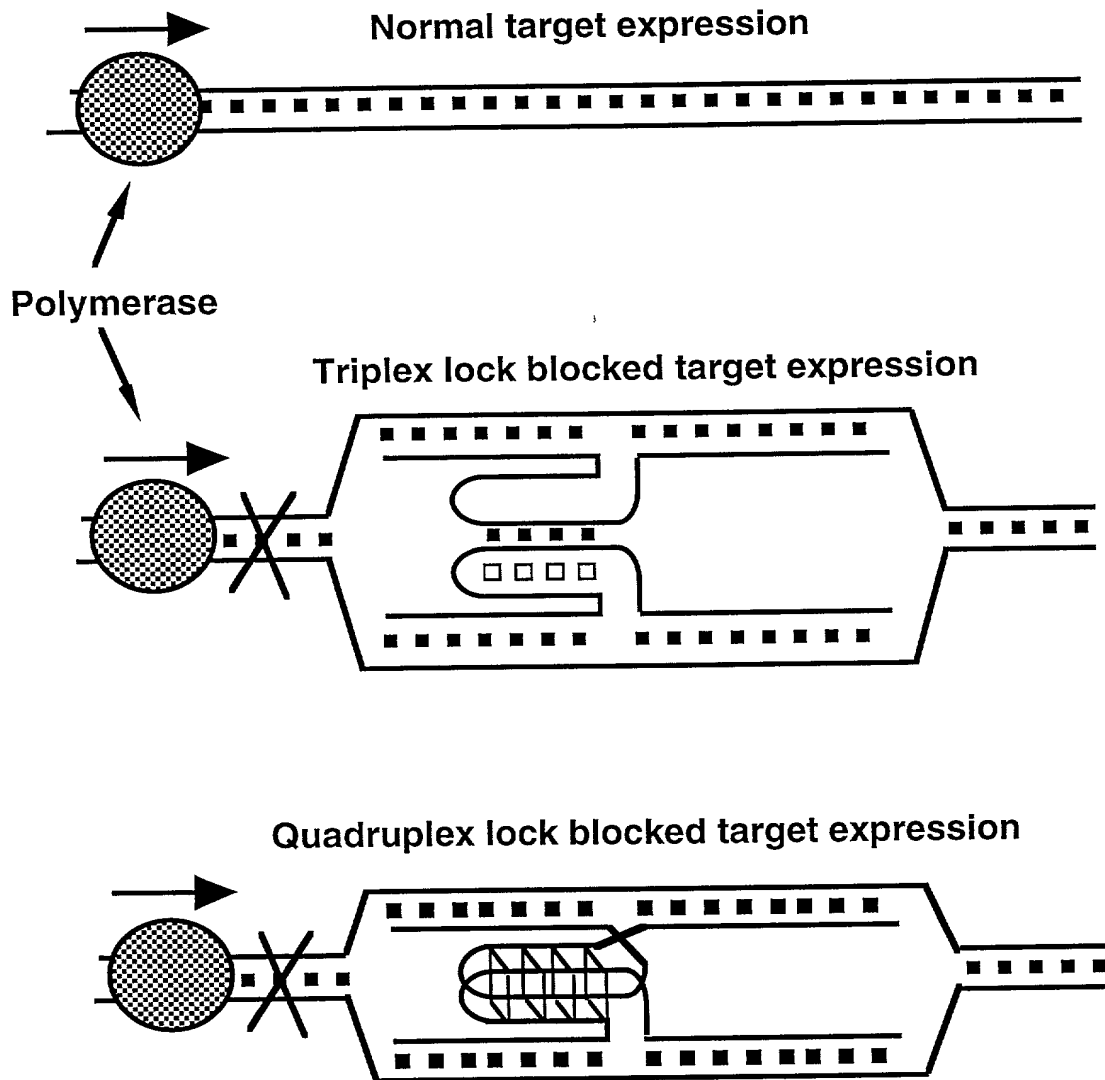 Normal target expression
Polymerase
Triplex lock blocked target expression
Quadruplex lock blocked target expression